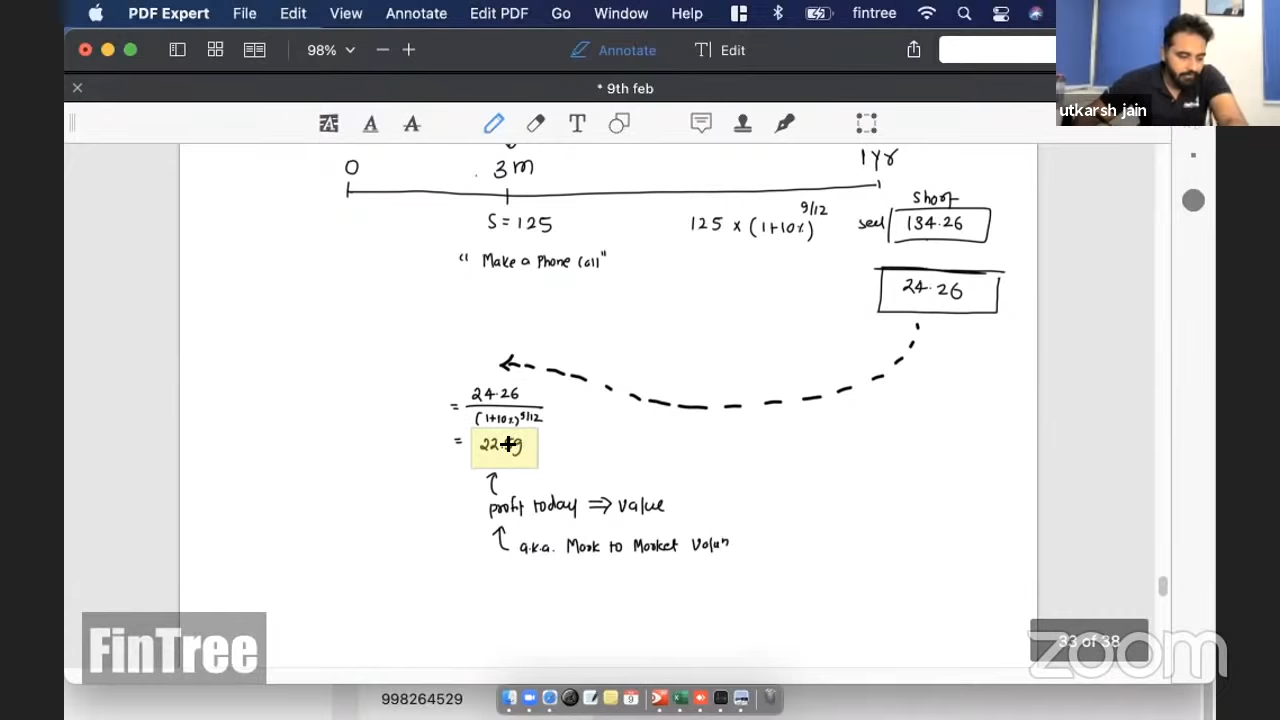 PDF Expert File Edit View Annotate Edit PDF Go Window Help fintree
98% Annotate Edit
* 9th feb
utkarsh jain
0 3m 1yr
short
S = 125 125 × (1+10%)^9/12 sell 134.26
" Make a Phone Call"
24.26
= 24.26
(1+10%)^9/12
=
profit today ⇒ value
a.k.a. Mark to Market
FinTree
33 of 38
zoom
998264529